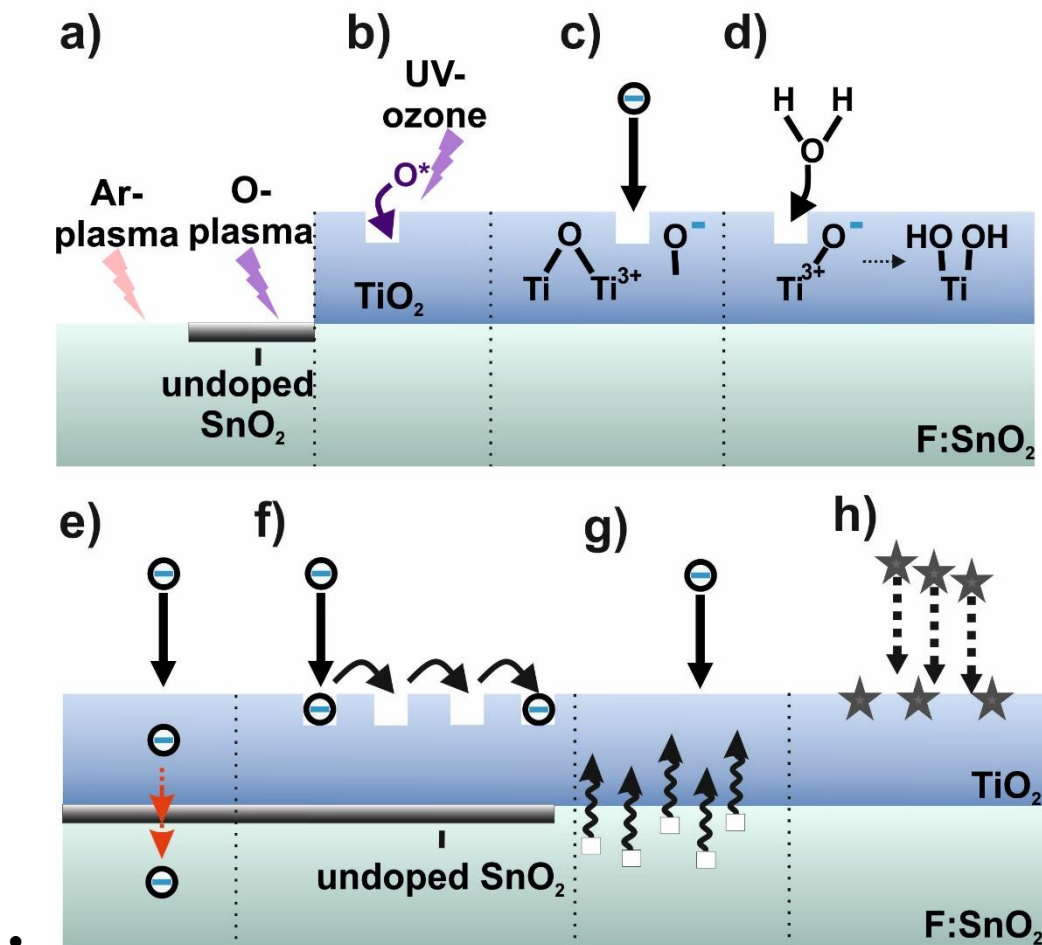 a)
b)
c)
d)
UV-
ozone
H H
O
O*
Ar-
plasma
O-
plasma
O
O-
Ti
Ti3+
O-
Ti3+
HO OH
Ti
TiO2
undoped
SnO2
F:SnO2
e)
f)
g)
h)
TiO2
undoped SnO2
F:SnO2